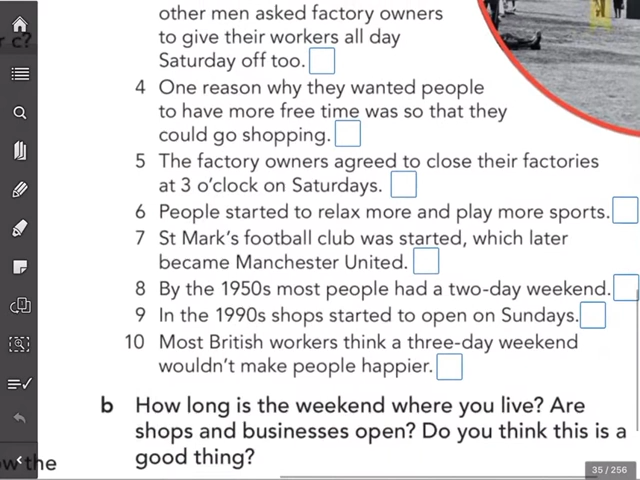 r c?
other men asked factory owners
to give their workers all day
Saturday off too.
4 One reason why they wanted people
to have more free time was so that they
could go shopping.
5 The factory owners agreed to close their factories
at 3 o'clock on Saturdays.
6 People started to relax more and play more sports.
7 St Mark's football club was started, which later
became Manchester United.
8 By the 1950s most people had a two-day weekend.
9 In the 1990s shops started to open on Sundays.
10 Most British workers think a three-day weekend
wouldn't make people happier.
b How long is the weekend where you live? Are
shops and businesses open? Do you think this is a
good thing?
ow the
35 / 256